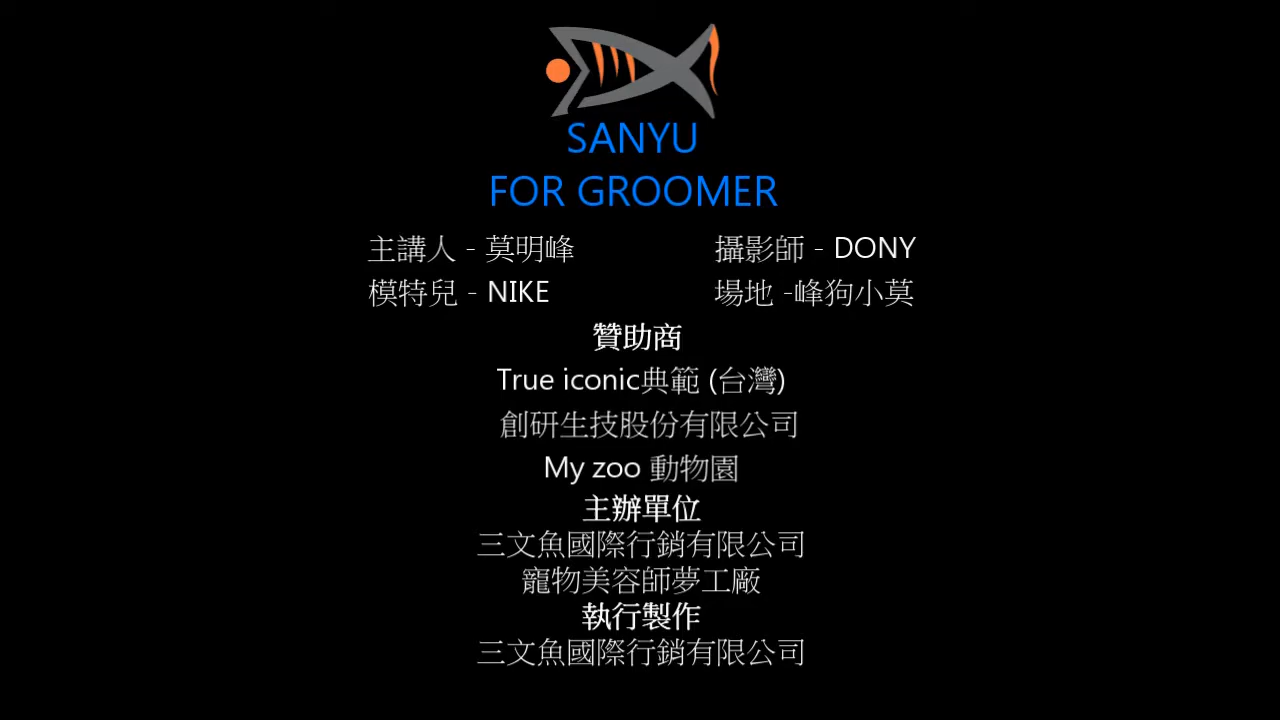 SANYU
FOR GROOMER
主講人 - 莫明峰
攝影師 - DONY
模特兒 - NIKE
場地 -峰狗小莫
贊助商
True iconic典範 (台灣)
創研生技股份有限公司
My zoo 動物園
主辦單位
三文魚國際行銷有限公司
寵物美容師夢工廠
執行製作
三文魚國際行銷有限公司